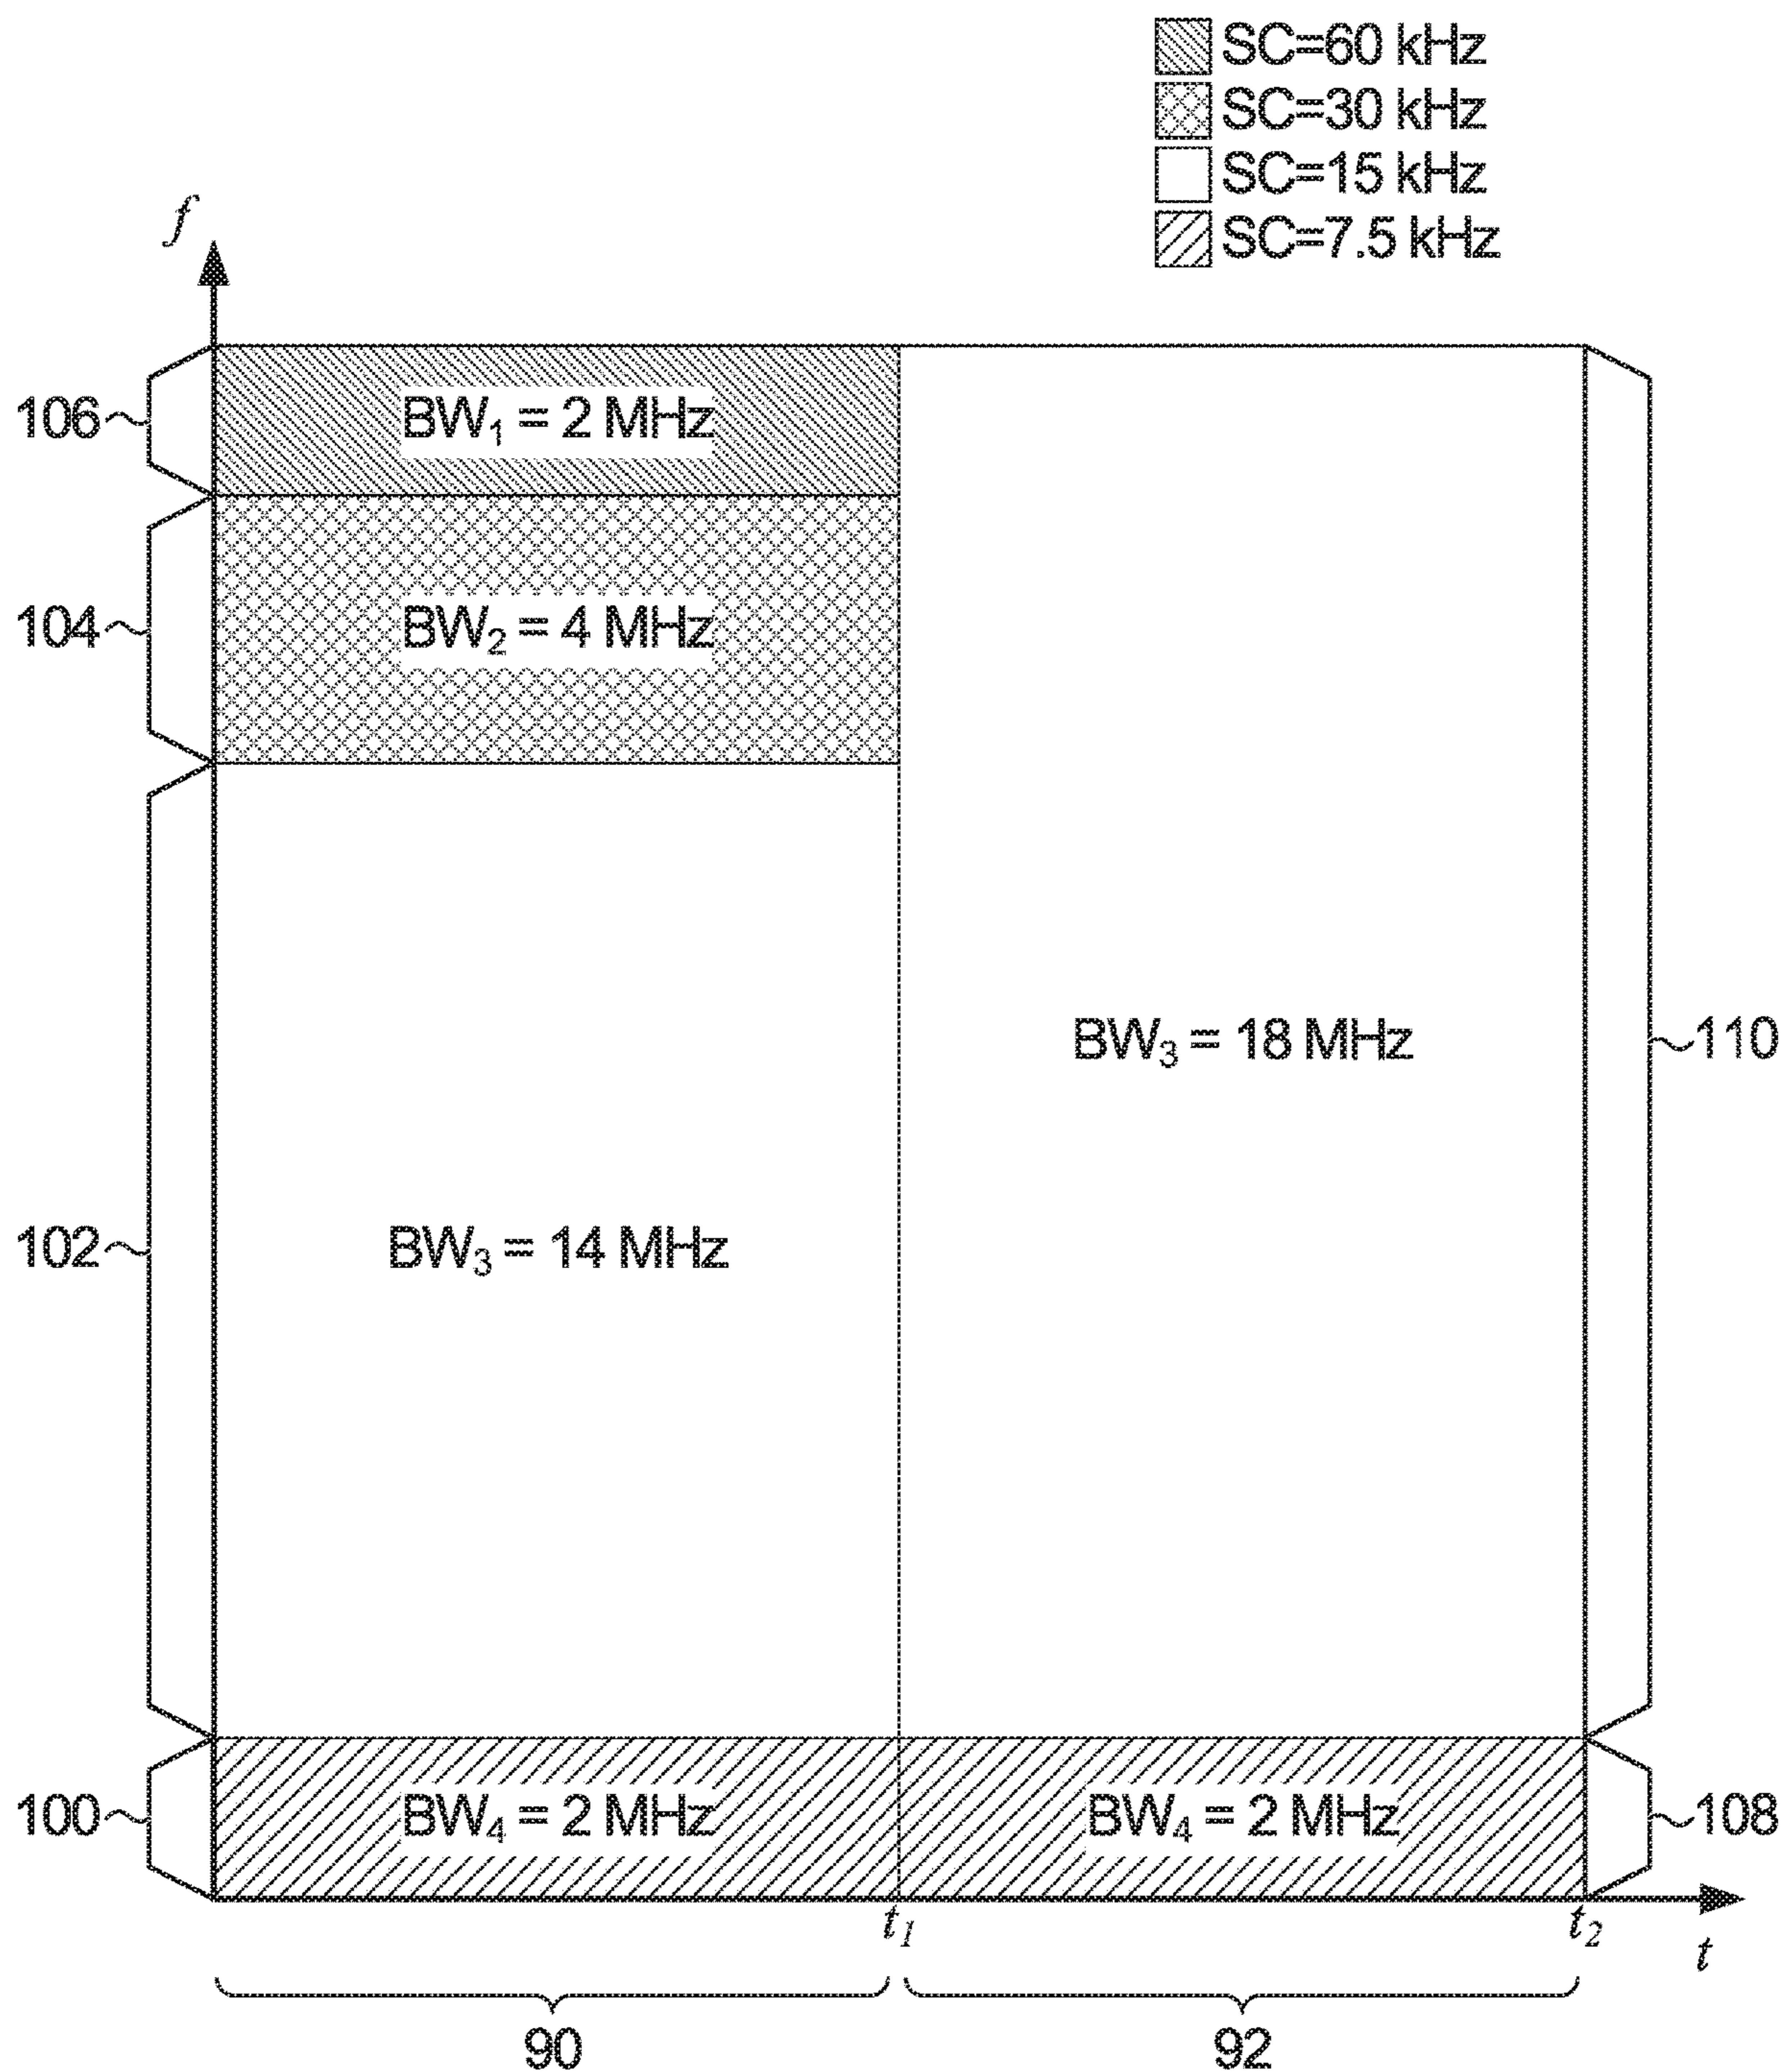 SC=60 kHz
SC=30 kHz
SC=15 kHz
SC=7.5 kHz
f
106
BW₁ = 2 MHz
104
BW₂ = 4 MHz
BW₃ = 18 MHz
110
102
BW₃ = 14 MHz
100
BW₄ = 2 MHz
BW₄ = 2 MHz
108
t₁
t₂
t
90
92